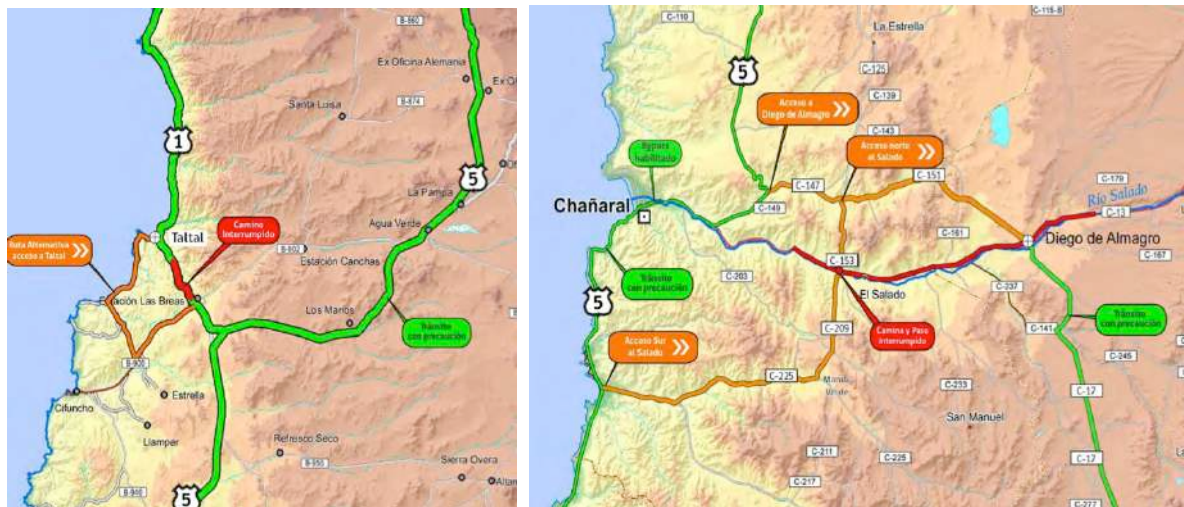 B-860
Ex Oficina Alemania
Santa Luisa
B-874
1
5
La Pampa
Taltal
Camino
Interrumpido
Agua Verde
Ruta Alternativa
acceso a Taltal
B-902
Estación Canchas
Estación Las Breas
Los Marios
Tránsito
con precaución
B-900
Cifuncho
Estrella
Llamper
Refresco Seco
B-950
Sierra Overa
B-940
5
C-110
C-115-B
La Estrella
5
C-125
Acceso a
Diego de Almagro
C-139
C-143
Bypass
habilitado
Acceso norte
al Salado
C-147
C-151
C-179
Río Salado
Chañaral
C-149
C-13
C-161
Diego de Almagro
C-153
C-167
C-203
Tránsito
con precaución
El Salado
C-237
5
C-209
Camino y Paso
Interrumpido
C-141
Tránsito
con precaución
Acceso Sur
al Salado
C-245
C-225
C-233
C-17
San Manuel
C-211
C-225
C-17
C-217
C-277